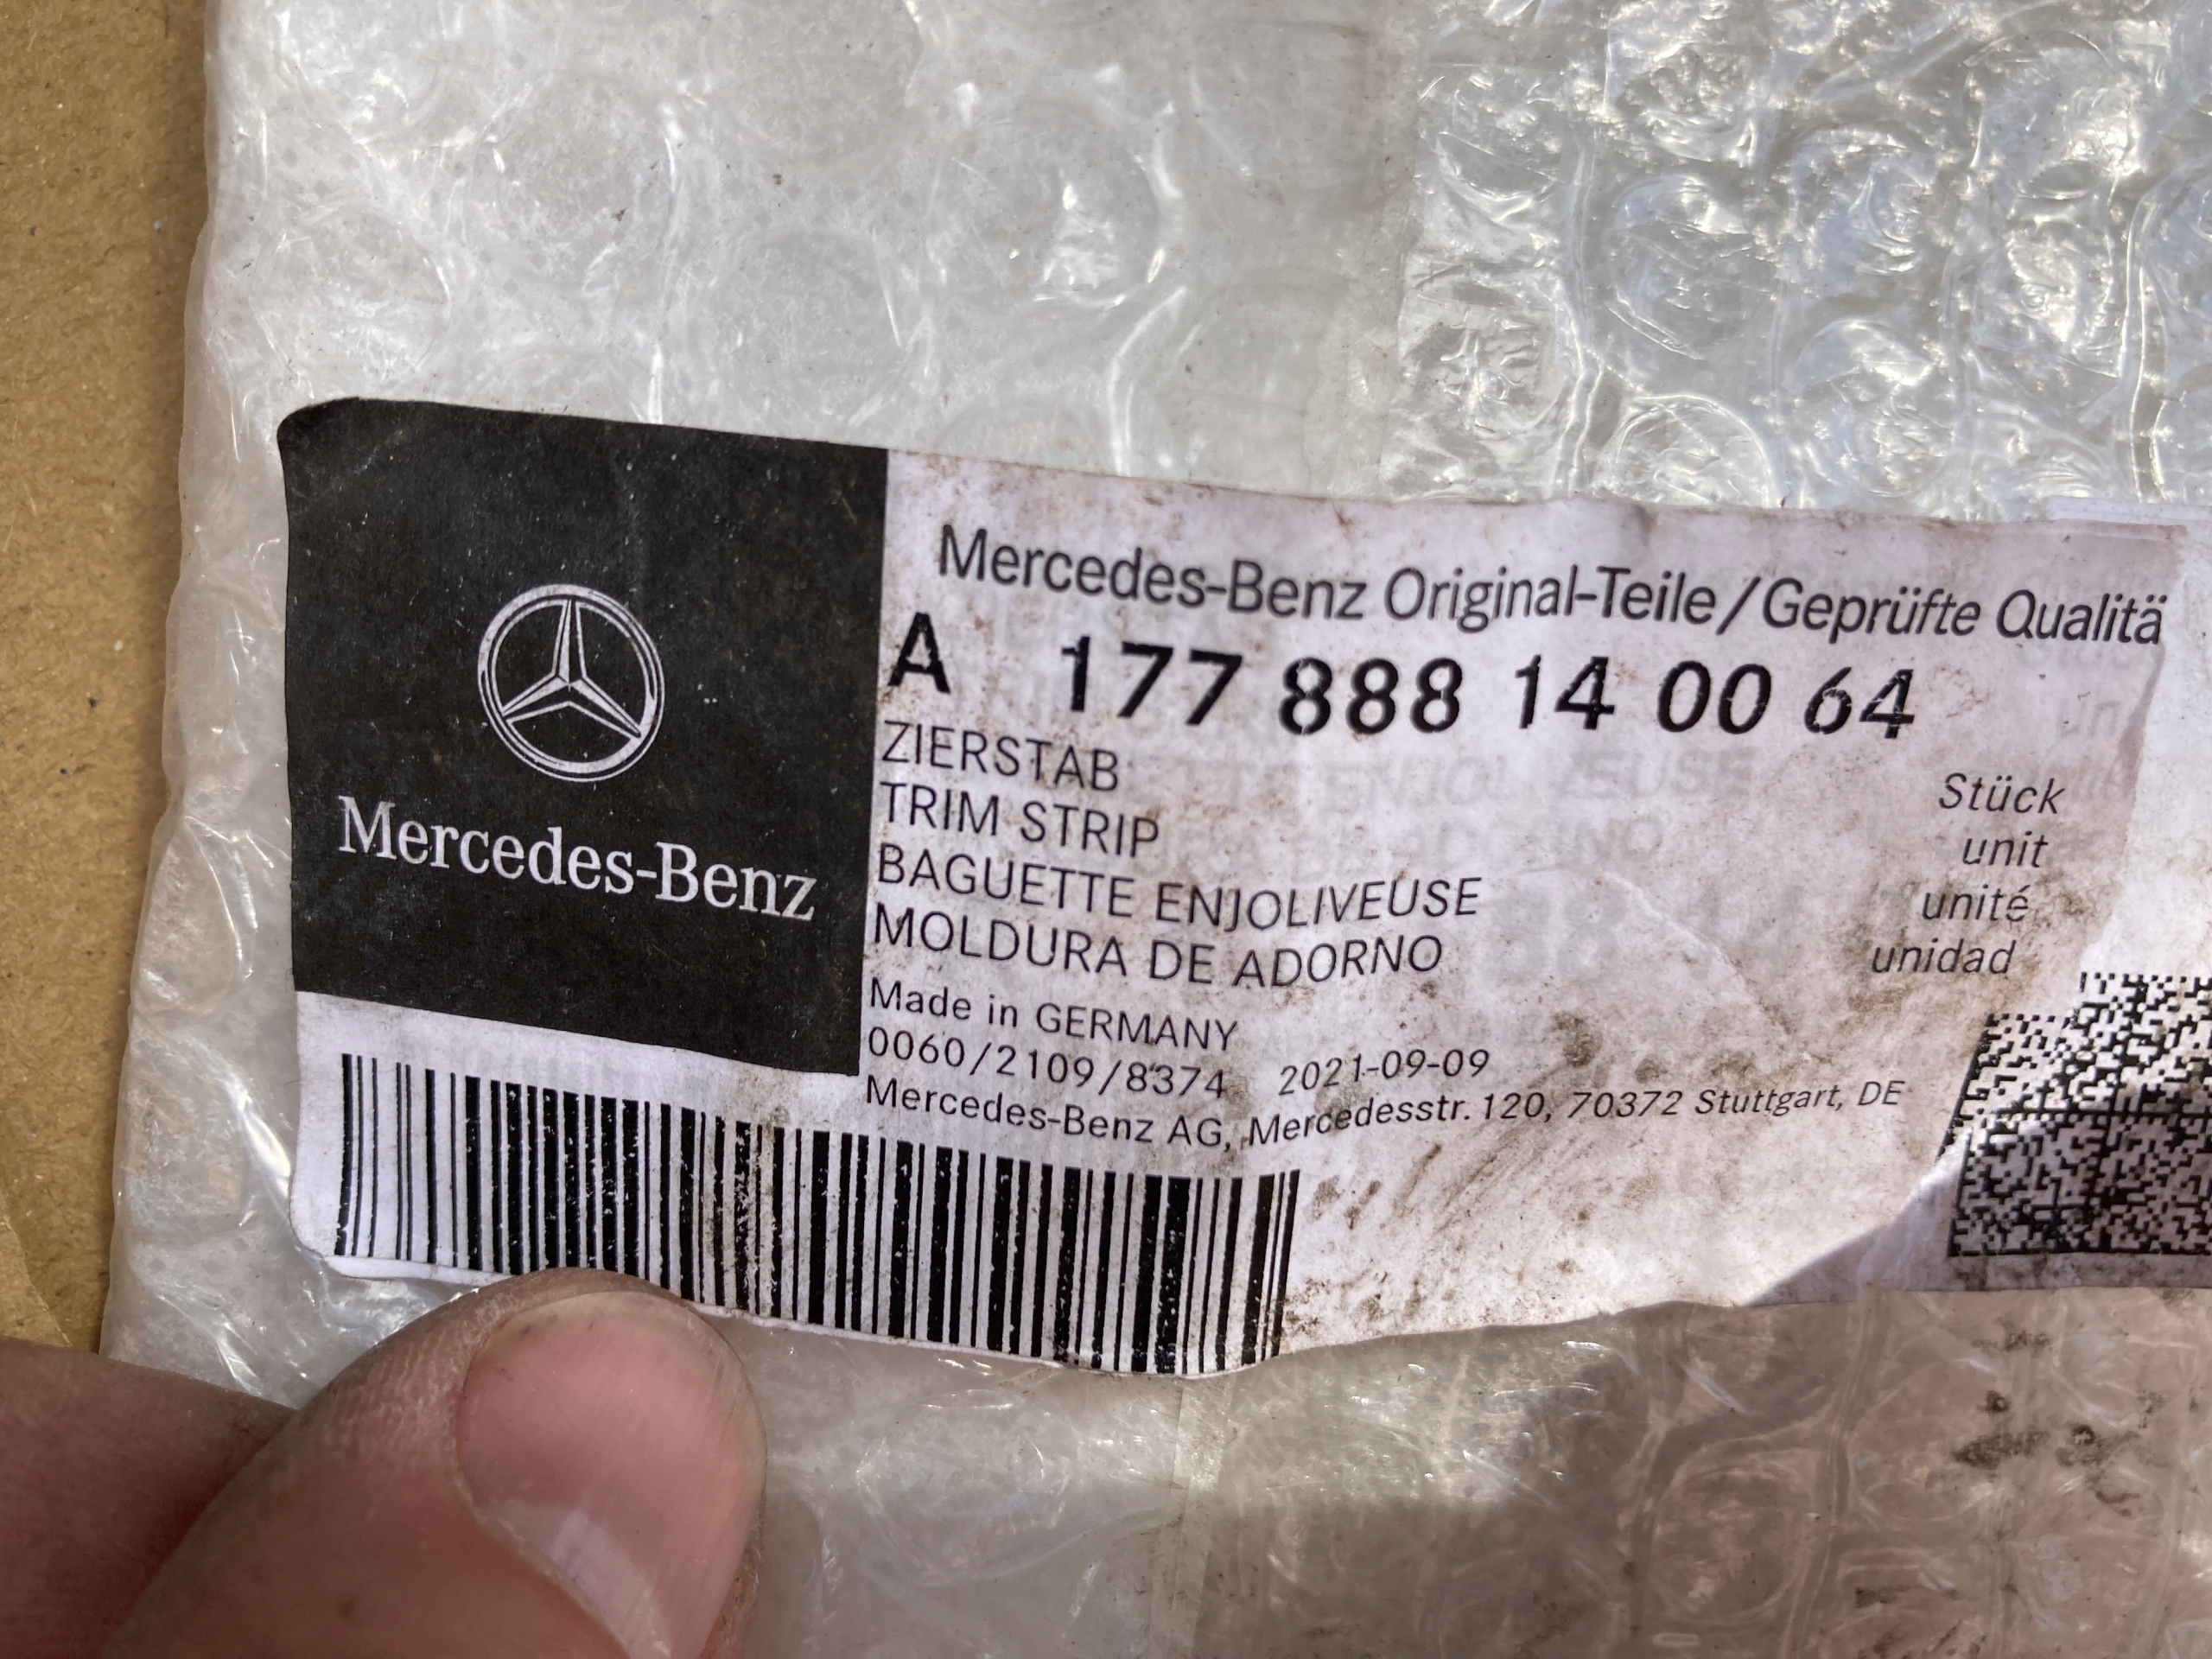 Mercedes-Benz
Mercedes-Benz Original-Teile/Geprüfte Qualitä
A 177 888 14 00 64
ZIERSTAB
TRIM STRIP
BAGUETTE ENJOLIVEUSE
MOLDURA DE ADORNO
Stück
unit
unité
unidad
Made in GERMANY
0060/2109/8374 2021-09-09
Mercedes-Benz AG, Mercedesstr. 120, 70372 Stuttgart, DE